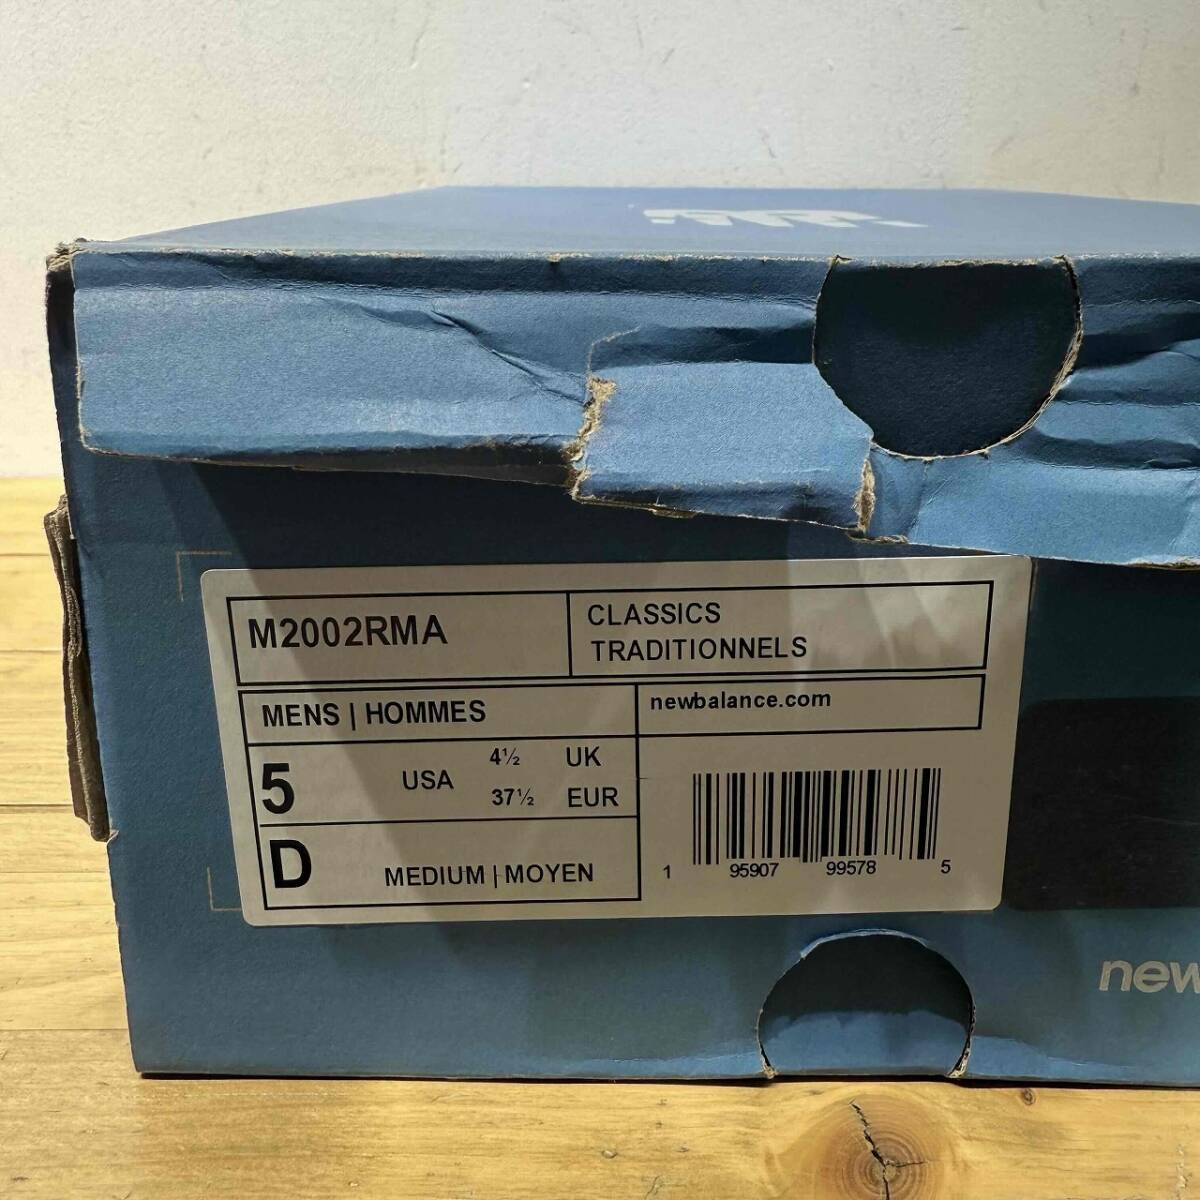 M2002RMA
CLASSICS
TRADITIONNELS
MENS | HOMMES
newbalance.com
5 USA 4½ UK
37½ EUR
D MEDIUM | MOYEN
1 95907 99578 5
new